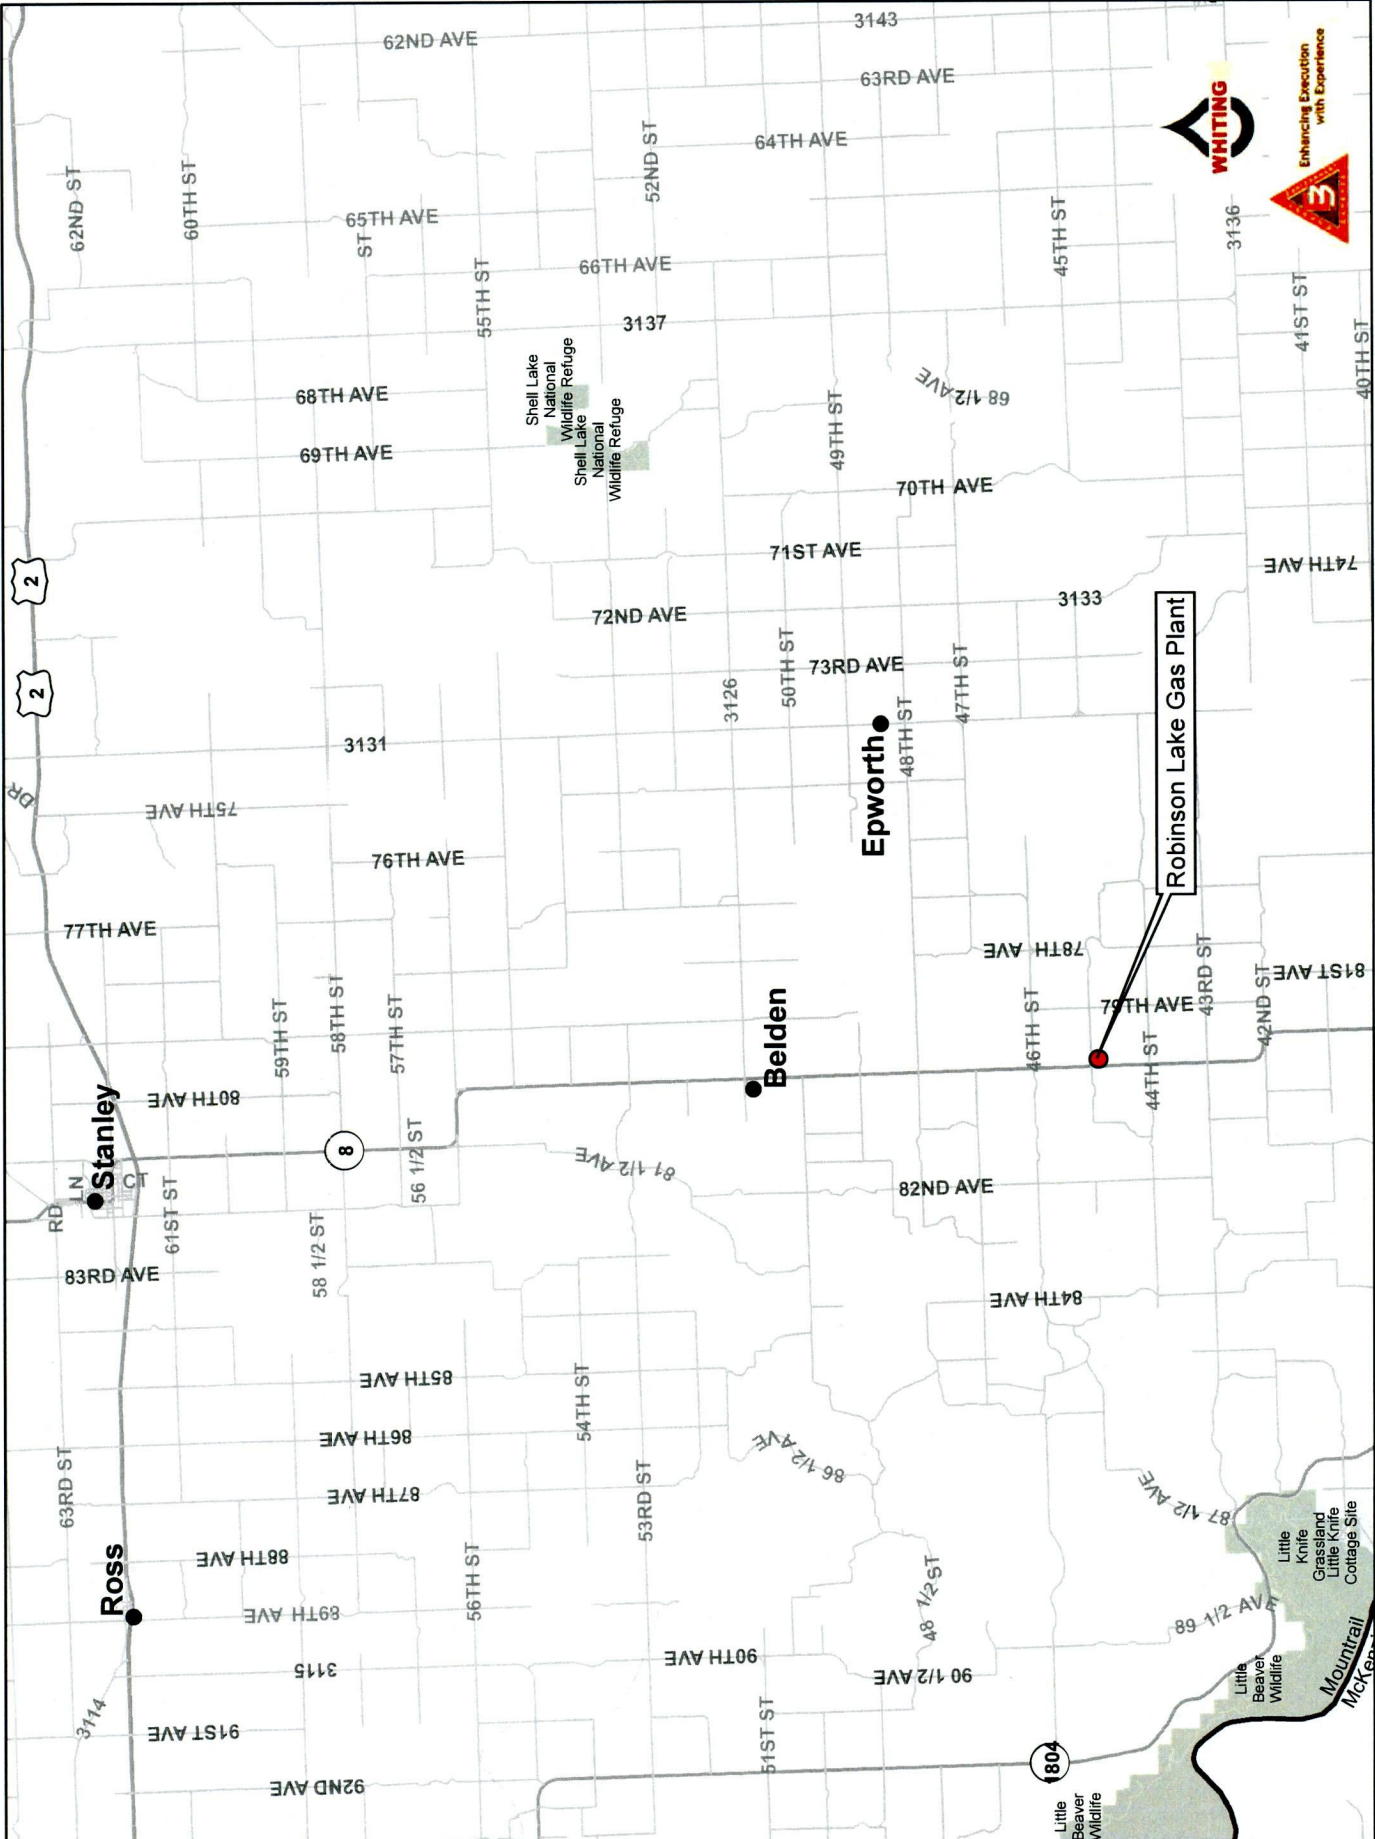 3143
62ND AVE
63RD AVE
64TH AVE
WHITING
Enhancing Execution
with Experience
3
62ND ST
60TH ST
52ND ST
65TH AVE
ST
66TH AVE
45TH ST
3136
55TH ST
3137
41ST ST
40TH ST
Shell Lake
National
Wildlife Refuge
68TH AVE
68 1/2 AVE
69TH AVE
Shell Lake
National
Wildlife Refuge
49TH ST
70TH AVE
71ST AVE
74TH AVE
2
2
72ND AVE
3133
50TH ST
73RD AVE
47TH ST
3126
48TH ST
Epworth
Robinson Lake Gas Plant
3131
DR
75TH AVE
76TH AVE
77TH AVE
78TH AVE
43RD ST
42ND ST
81ST AVE
59TH ST
58TH ST
57TH ST
Belden
46TH ST
79TH AVE
44TH ST
80TH AVE
Stanley
LN
CT
RD
61ST ST
8
56 1/2 ST
81 1/2 AVE
82ND AVE
58 1/2 ST
83RD AVE
84TH AVE
85TH AVE
54TH ST
86TH AVE
86 1/2 AVE
63RD ST
87TH AVE
53RD ST
87 1/2 AVE
Ross
88TH AVE
56TH ST
48 1/2 ST
Little
Knife
Grassland
Little Knife
Cottage Site
89TH AVE
89 1/2 AVE
3115
90TH AVE
90 1/2 AVE
Little
Beaver
Wildlife
Mountrail
3114
91ST AVE
51ST ST
92ND AVE
1804
Little
Beaver
Wildlife